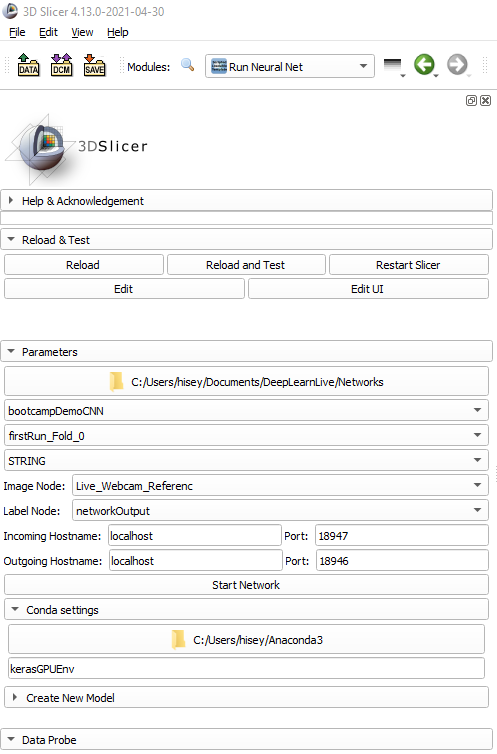 3D Slicer 4.13.0-2021-04-30
File Edit View Help
DATA DCM SAVE Modules: Run Neural Net
3DSlicer
Help & Acknowledgement
Reload & Test
Reload Reload and Test Restart Slicer
Edit Edit UI
Parameters
C:/Users/hisey/Documents/DeepLearnLive/Networks
bootcampDemoCNN
firstRun_Fold_0
STRING
Image Node: Live_Webcam_Referenc
Label Node: networkOutput
Incoming Hostname: localhost Port: 18947
Outgoing Hostname: localhost Port: 18946
Start Network
Conda settings
C:/Users/hisey/Anaconda3
kerasGPUEnv
Create New Model
Data Probe